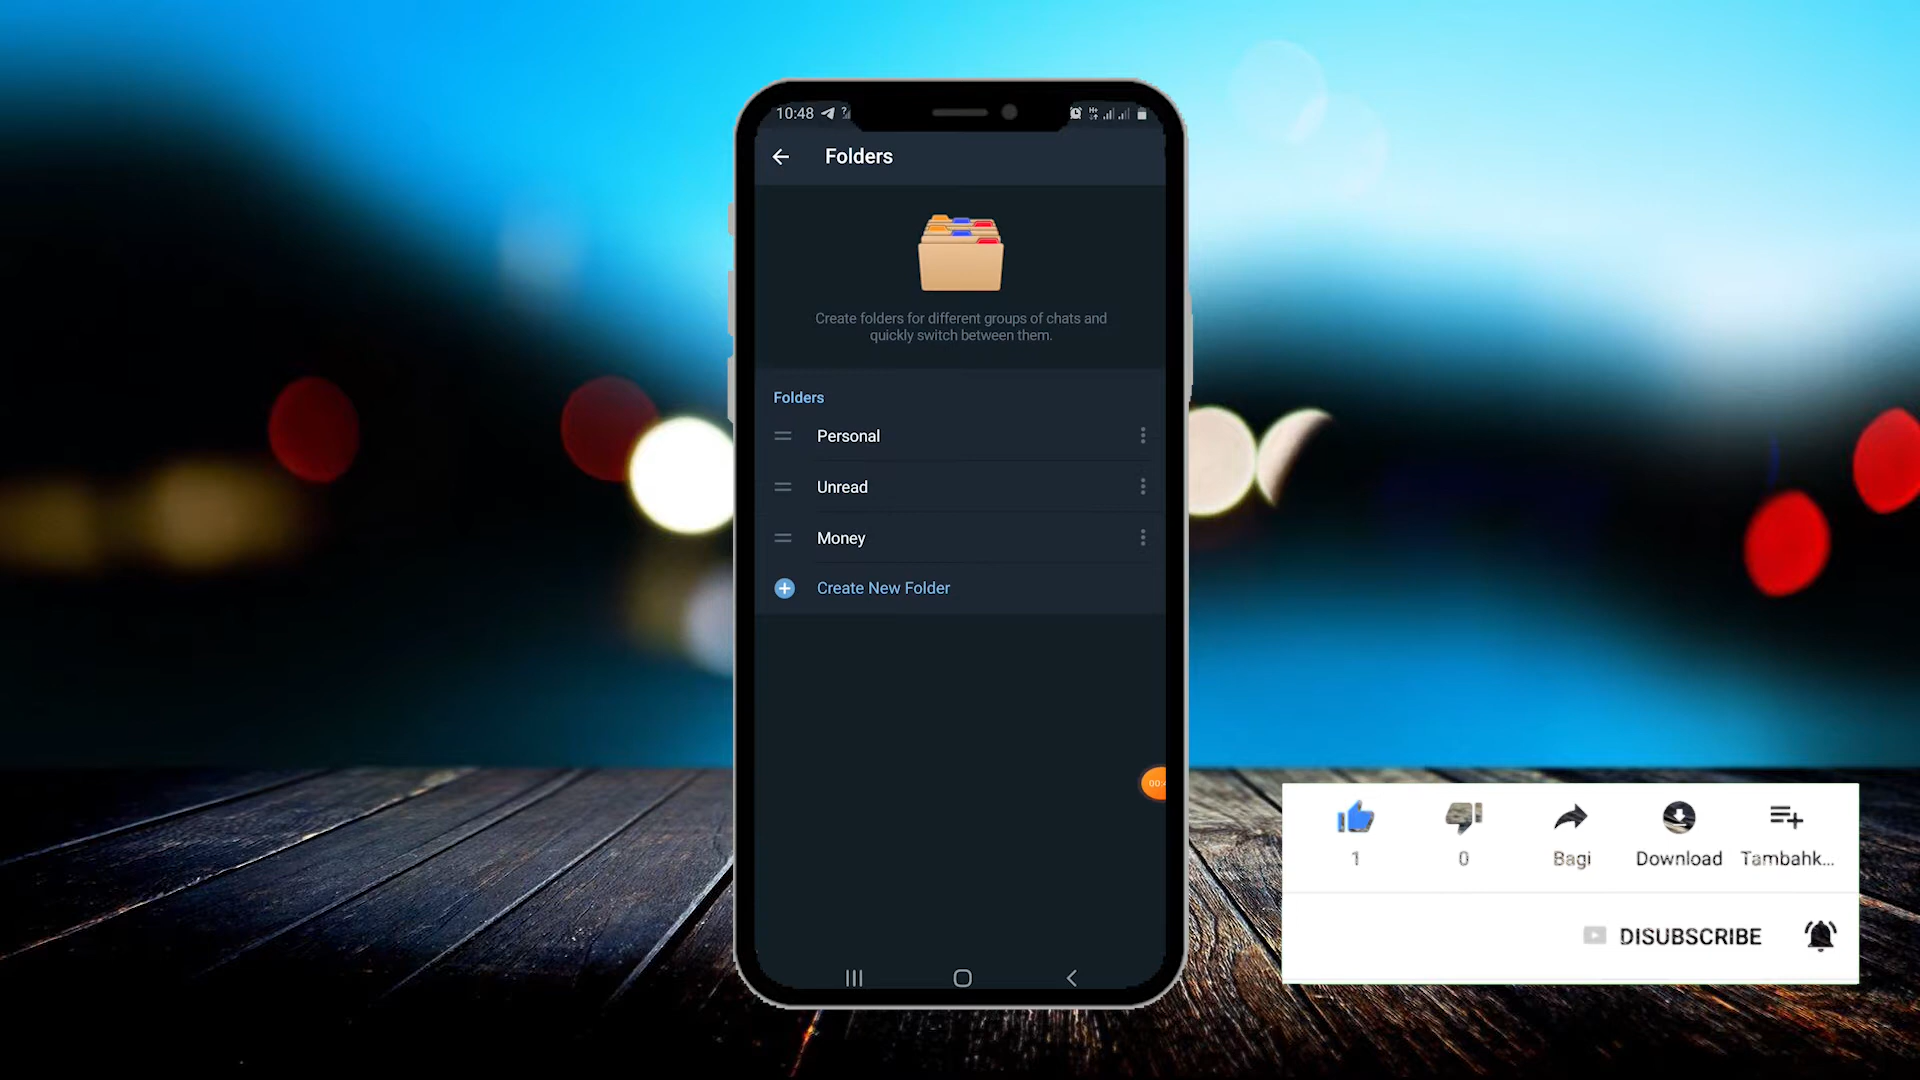 10:48
Folders
Create folders for different groups of chats and
quickly switch between them.
Folders
Personal
Unread
Money
Create New Folder
1
0
Bagi
Download
Tambahk...
DISUBSCRIBE